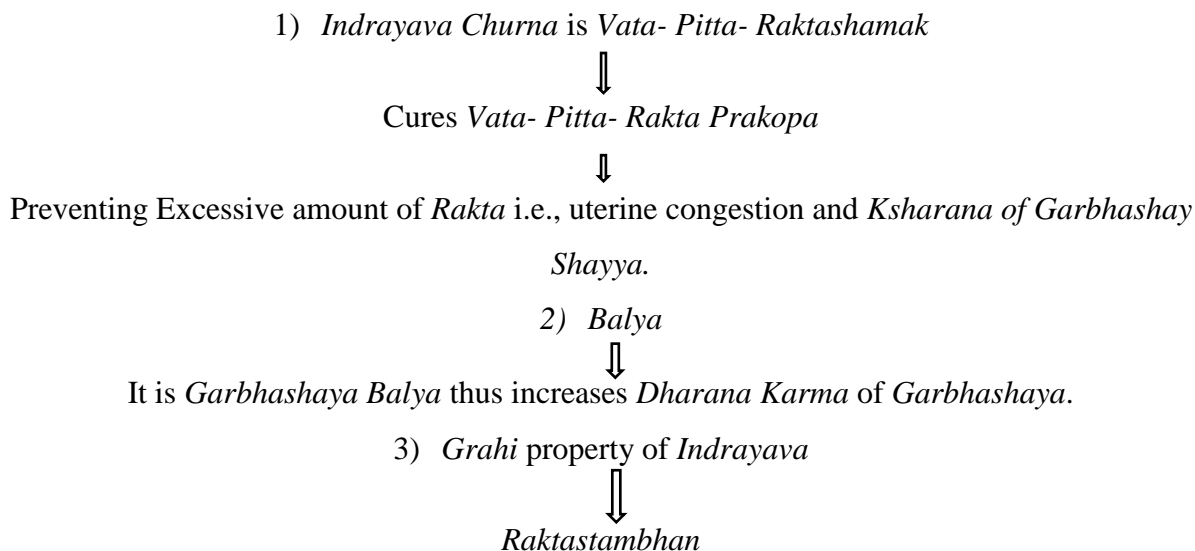 1) Indrayava Churna is Vata- Pitta- Raktashamak
Cures Vata- Pitta- Rakta Prakopa
Preventing Excessive amount of Rakta i.e., uterine congestion and Ksharana of Garbhashay
Shayya.
2) Balya
It is Garbhashaya Balya thus increases Dharana Karma of Garbhashaya.
3) Grahi property of Indrayava
Raktastambhan